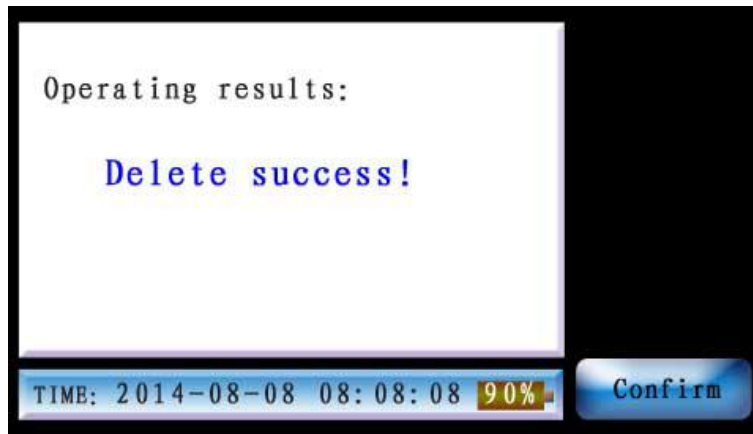 Operating results:
Delete success!
TIME: 2014-08-08 08:08:08 90%
Confirm